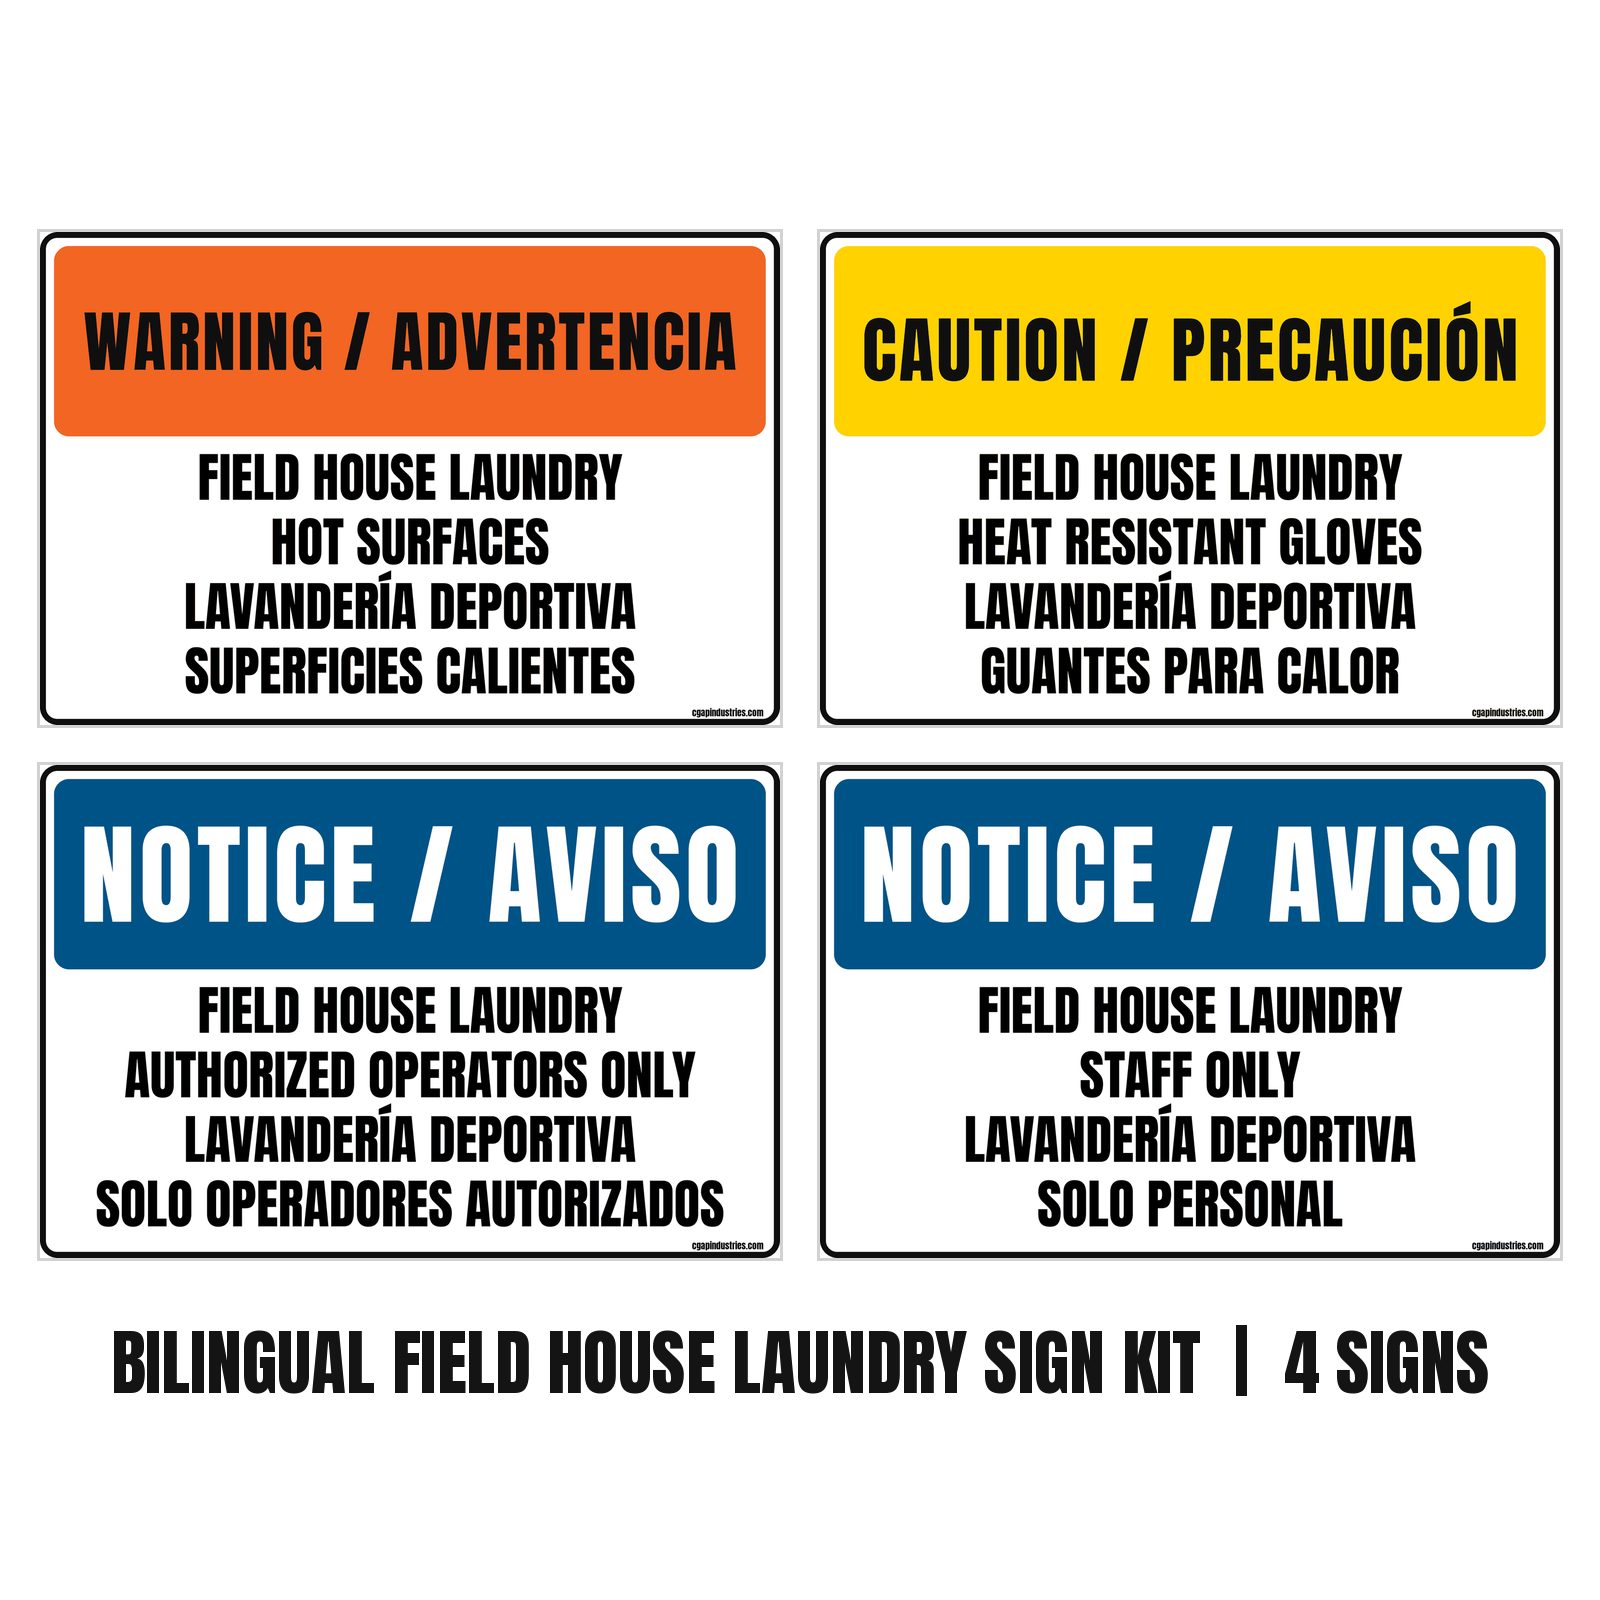 WARNING / ADVERTENCIA
FIELD HOUSE LAUNDRY
HOT SURFACES
LAVANDERÍA DEPORTIVA
SUPERFICIES CALIENTES
cgapindustries.com
CAUTION / PRECAUCIÓN
FIELD HOUSE LAUNDRY
HEAT RESISTANT GLOVES
LAVANDERÍA DEPORTIVA
GUANTES PARA CALOR
cgapindustries.com
NOTICE / AVISO
FIELD HOUSE LAUNDRY
AUTHORIZED OPERATORS ONLY
LAVANDERÍA DEPORTIVA
SOLO OPERADORES AUTORIZADOS
cgapindustries.com
NOTICE / AVISO
FIELD HOUSE LAUNDRY
STAFF ONLY
LAVANDERÍA DEPORTIVA
SOLO PERSONAL
cgapindustries.com
BILINGUAL FIELD HOUSE LAUNDRY SIGN KIT | 4 SIGNS